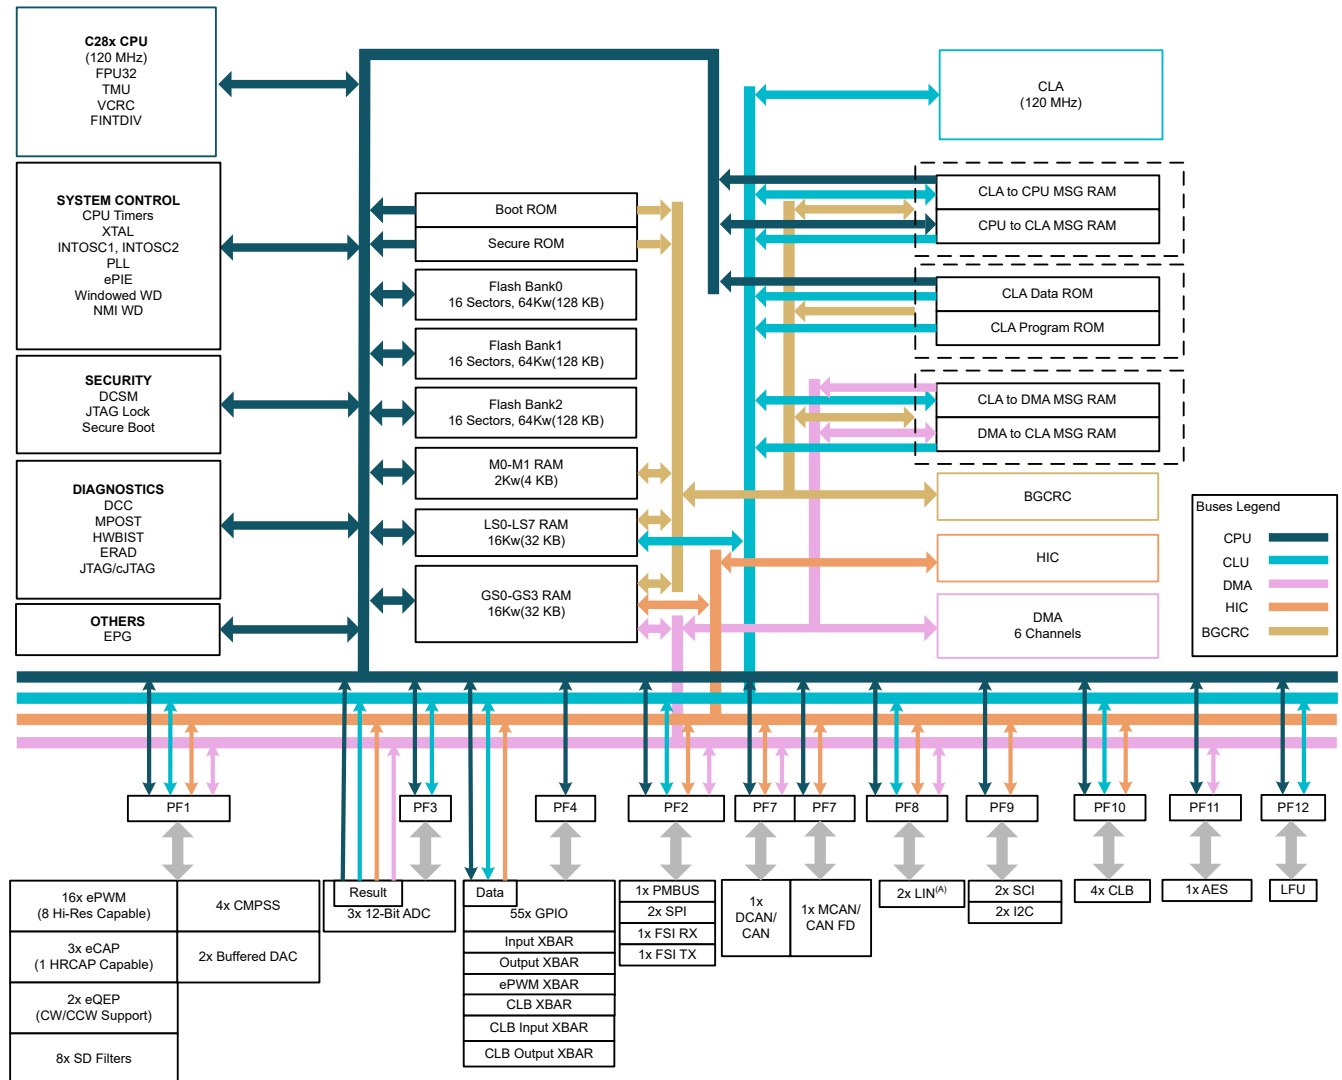 C28x CPU
(120 MHz)
FPU32
TMU
VCRC
FINTDIV
SYSTEM CONTROL
CPU Timers
XTAL
INTOSC1, INTOSC2
PLL
ePIE
Windowed WD
NMI WD
SECURITY
DCSM
JTAG Lock
Secure Boot
DIAGNOSTICS
DCC
MPOST
HWBIST
ERAD
JTAG/cJTAG
OTHERS
EPG
Boot ROM
Secure ROM
Flash Bank0
16 Sectors, 64Kw(128 KB)
Flash Bank1
16 Sectors, 64Kw(128 KB)
Flash Bank2
16 Sectors, 64Kw(128 KB)
M0-M1 RAM
2Kw(4 KB)
LS0-LS7 RAM
16Kw(32 KB)
GS0-GS3 RAM
16Kw(32 KB)
CLA
(120 MHz)
CLA to CPU MSG RAM
CPU to CLA MSG RAM
CLA Data ROM
CLA Program ROM
CLA to DMA MSG RAM
DMA to CLA MSG RAM
BGCRC
HIC
DMA
6 Channels
Buses Legend
CPU
CLU
DMA
HIC
BGCRC
PF1
PF3
PF4
PF2
PF7
PF7
PF8
PF9
PF10
PF11
PF12
16x ePWM
(8 Hi-Res Capable)
3x eCAP
(1 HRCAP Capable)
2x eQEP
(CW/CCW Support)
8x SD Filters
4x CMPSS
2x Buffered DAC
Result
3x 12-Bit ADC
Data
55x GPIO
Input XBAR
Output XBAR
ePWM XBAR
CLB XBAR
CLB Input XBAR
CLB Output XBAR
1x PMBUS
2x SPI
1x FSI RX
1x FSI TX
1x
DCAN/
CAN
1x MCAN/
CAN FD
2x LIN(A)
2x SCI
2x I2C
4x CLB
1x AES
LFU